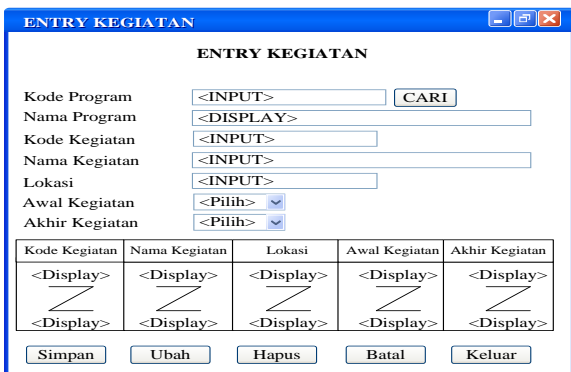 ENTRY KEGIATAN
ENTRY KEGIATAN
Kode Program <INPUT> CARI
Nama Program <DISPLAY>
Kode Kegiatan <INPUT>
Nama Kegiatan <INPUT>
Lokasi <INPUT>
Awal Kegiatan <Pilih>
Akhir Kegiatan <Pilih>
Kode Kegiatan Nama Kegiatan Lokasi Awal Kegiatan Akhir Kegiatan
<Display> <Display> <Display> <Display> <Display>
<Display> <Display> <Display> <Display> <Display>
Simpan Ubah Hapus Batal Keluar